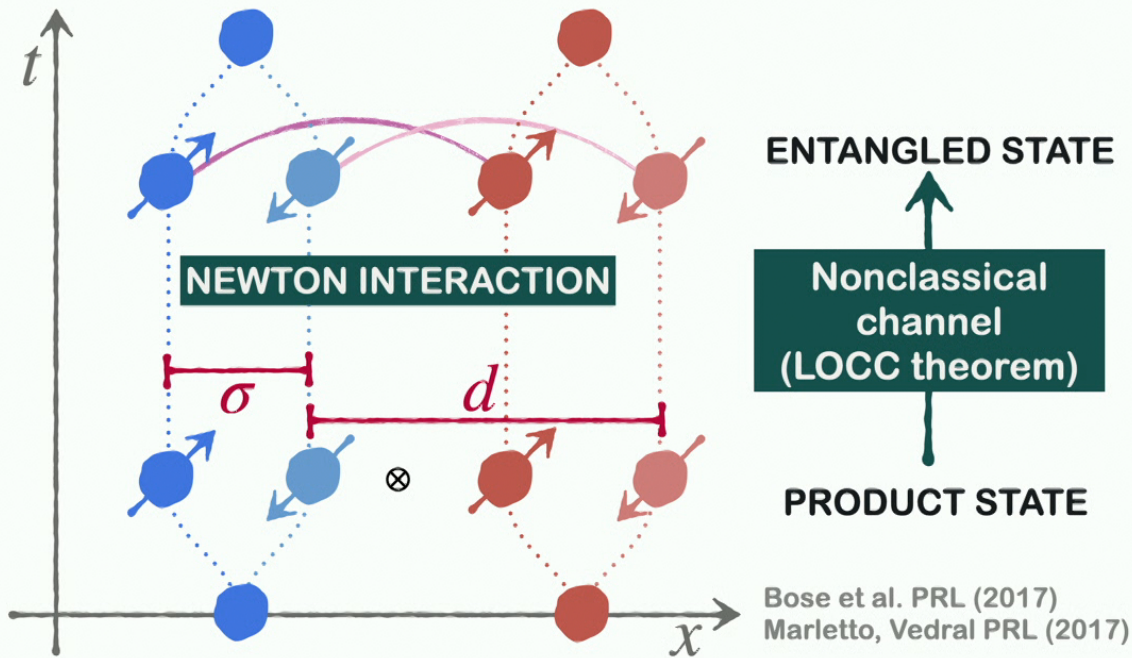 t
ENTANGLED STATE
NEWTON INTERACTION
Nonclassical
channel
(LOCC theorem)
σ
d
⊗
PRODUCT STATE
x
Bose et al. PRL (2017)
Marletto, Vedral PRL (2017)